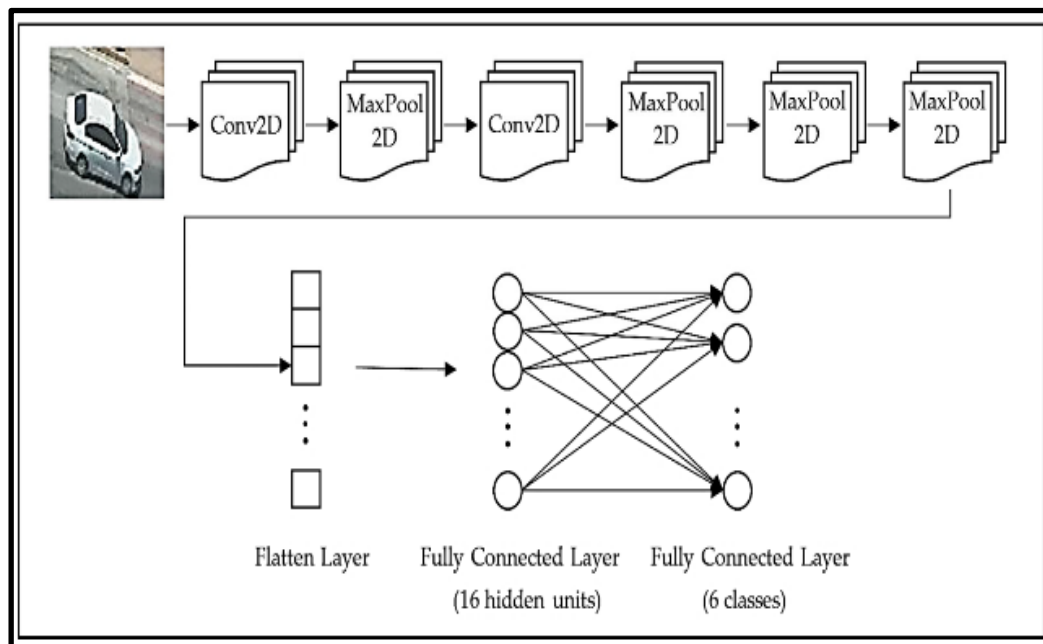 Conv2D
MaxPool
2D
Conv2D
MaxPool
2D
MaxPool
2D
MaxPool
2D
Flatten Layer
Fully Connected Layer
(16 hidden units)
Fully Connected Layer
(6 classes)